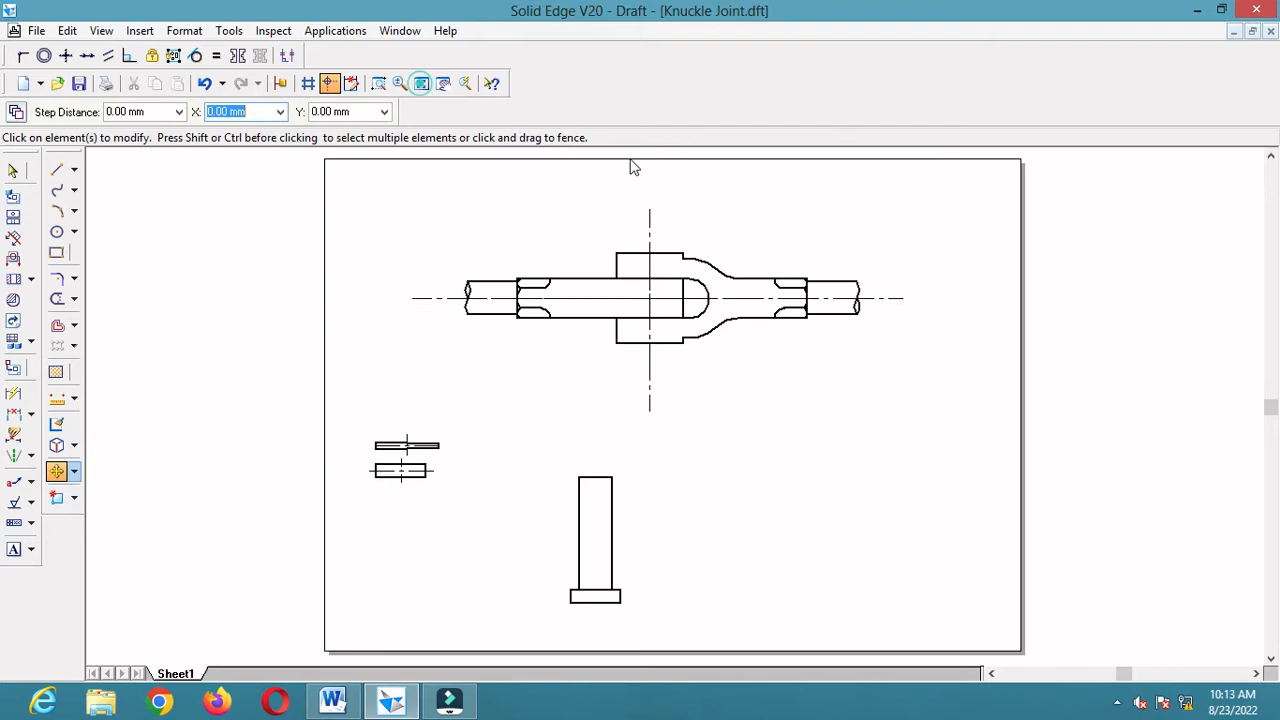 Solid Edge V20 - Draft - [Knuckle Joint.dft]
File Edit View Insert Format Tools Inspect Applications Window Help
Step Distance: 0.00 mm X: 0.00 mm Y: 0.00 mm
Click on element(s) to modify. Press Shift or Ctrl before clicking to select multiple elements or click and drag to fence.
A
Sheet1
10:13 AM
8/23/2022